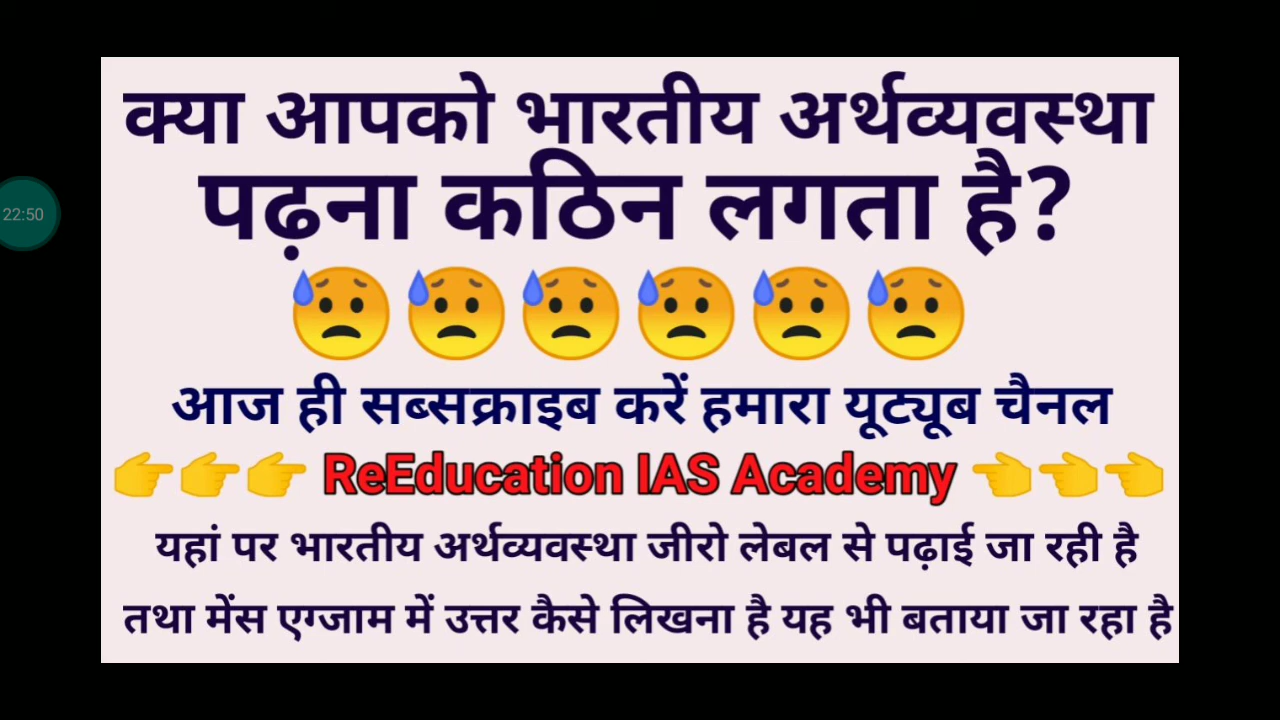 क्या आपको भारतीय अर्थव्यवस्था
पढ़ना कठिन लगता है?
😰😰😰😰😰😰
22:50
आज ही सब्सक्राइब करें हमारा यूट्यूब चैनल
👉👉👉 ReEducation IAS Academy 👈👈👈
यहां पर भारतीय अर्थव्यवस्था जीरो लेबल से पढ़ाई जा रही है
तथा मेंस एग्जाम में उत्तर कैसे लिखना है यह भी बताया जा रहा है